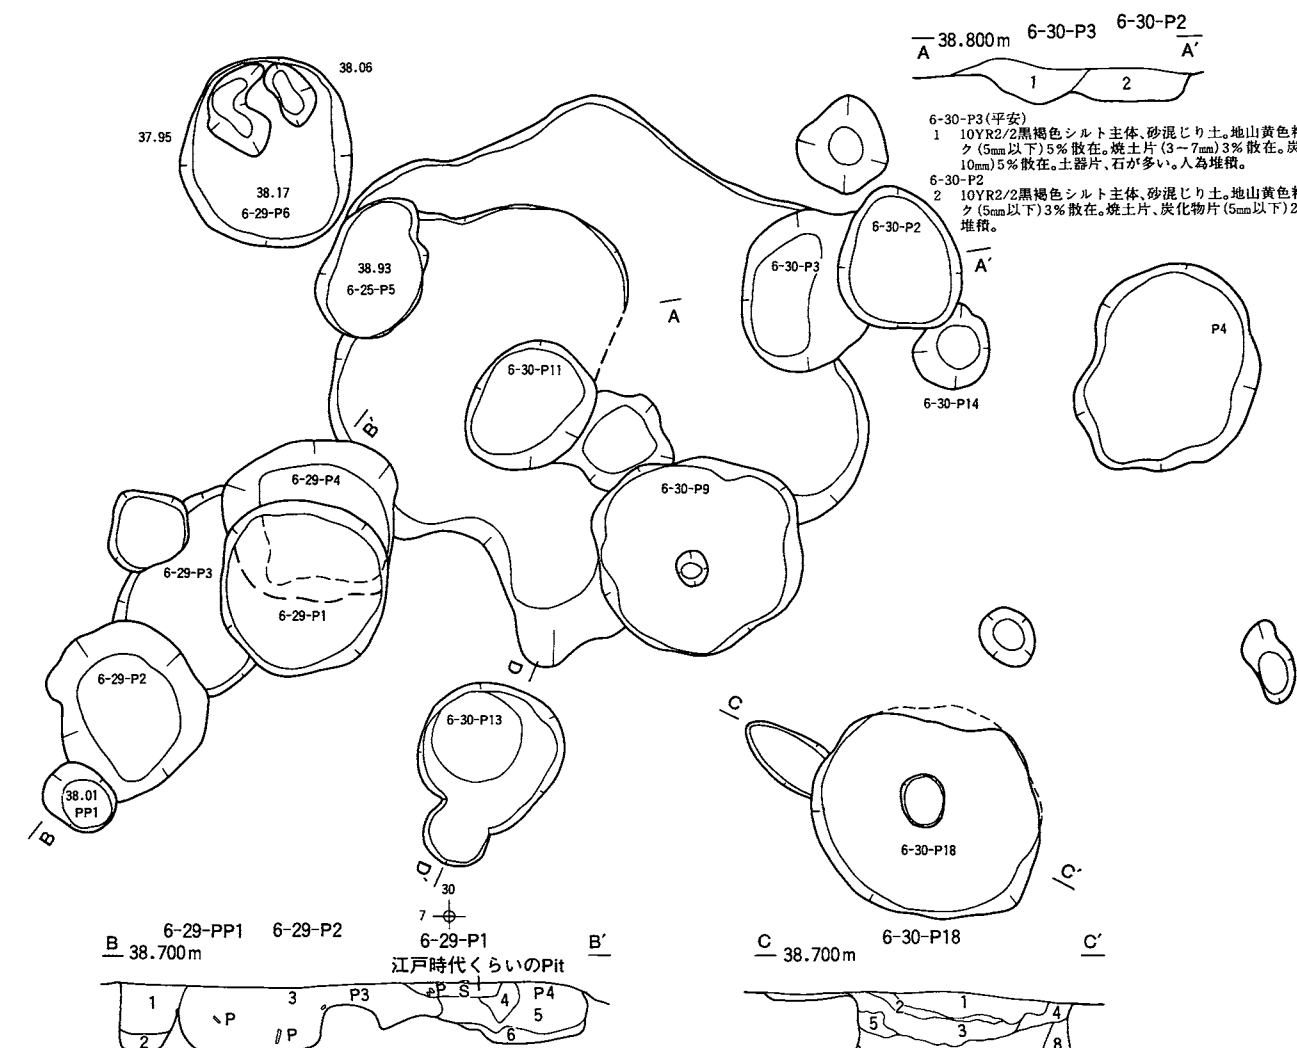 6-30-P3
6-30-P2
A
38.800m
A′
1
2
6-30-P3(平安)
1 10YR2/2黒褐色シルト主体、砂混じり土。地山黄色
ク(5mm以下)5%散在。焼土片(3〜7mm)3%散在。
10mm)5%散在。土器片、石が多い。人為堆積。
6-30-P2
2 10YR2/2黒褐色シルト主体、砂混じり土。地山黄色
ク(5mm以下)3%散在。焼土片、炭化物片(5mm以下)2
堆積。
38.06
37.95
38.17
6-29-P6
38.93
6-25-P5
6-30-P2
6-30-P3
A′
A
P4
6-30-P14
6-30-P11
B′
6-29-P4
6-30-P9
6-29-P3
6-29-P1
6-29-P2
38.01
PP1
B
D
6-30-P13
D′
C
6-30-P18
C′
30
7
6-29-PP1
6-29-P2
6-29-P1
江戸時代くらいのPit
B
38.700m
B′
1
2
3
P3
P
P
P
S
1
4
P4
5
6
6-30-P18
C
38.700m
C′
1
2
3
4
5
8